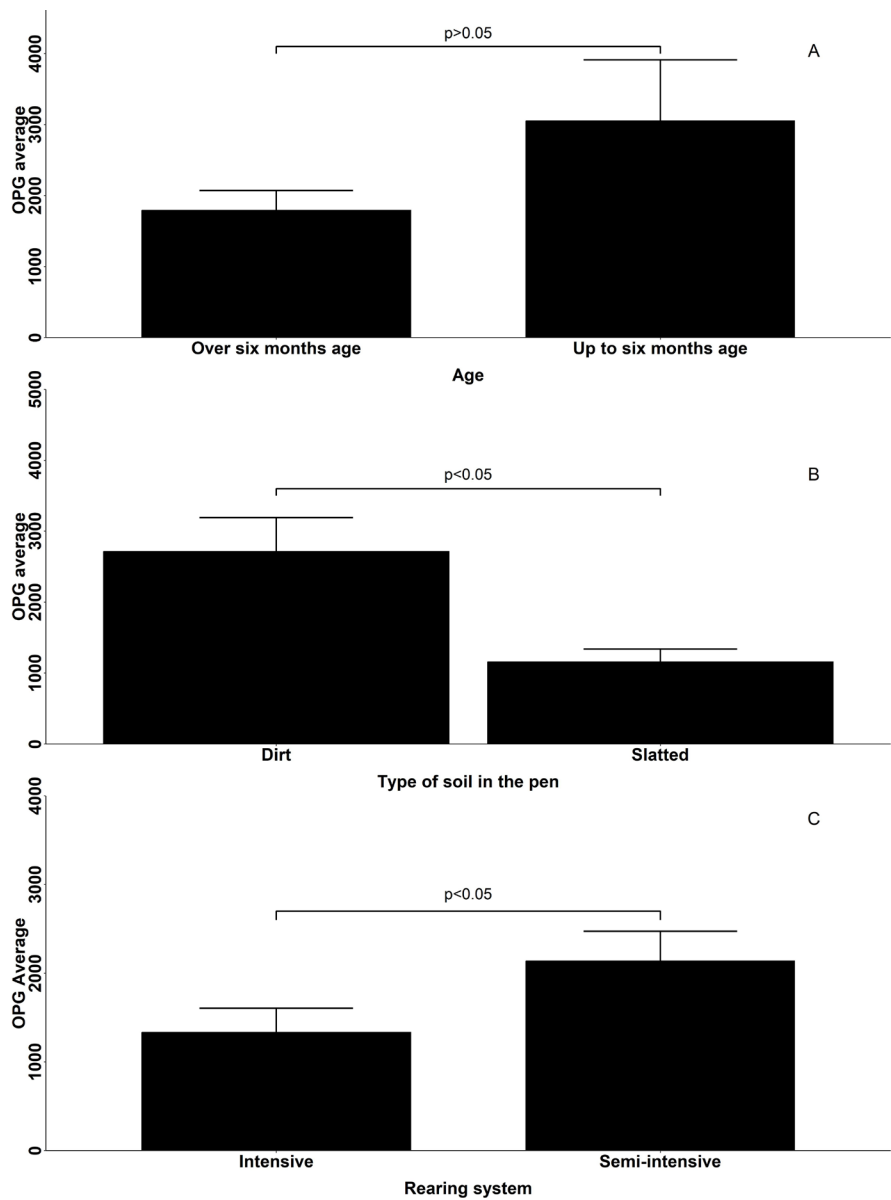 p>0.05
A
4000
3000
2000
1000
0
OPG average
Over six months age Up to six months age
Age
5000
p<0.05
B
4000
3000
2000
1000
0
OPG average
Dirt Slatted
Type of soil in the pen
4000
C
3000
p<0.05
2000
1000
0
OPG Average
Intensive Semi-intensive
Rearing system